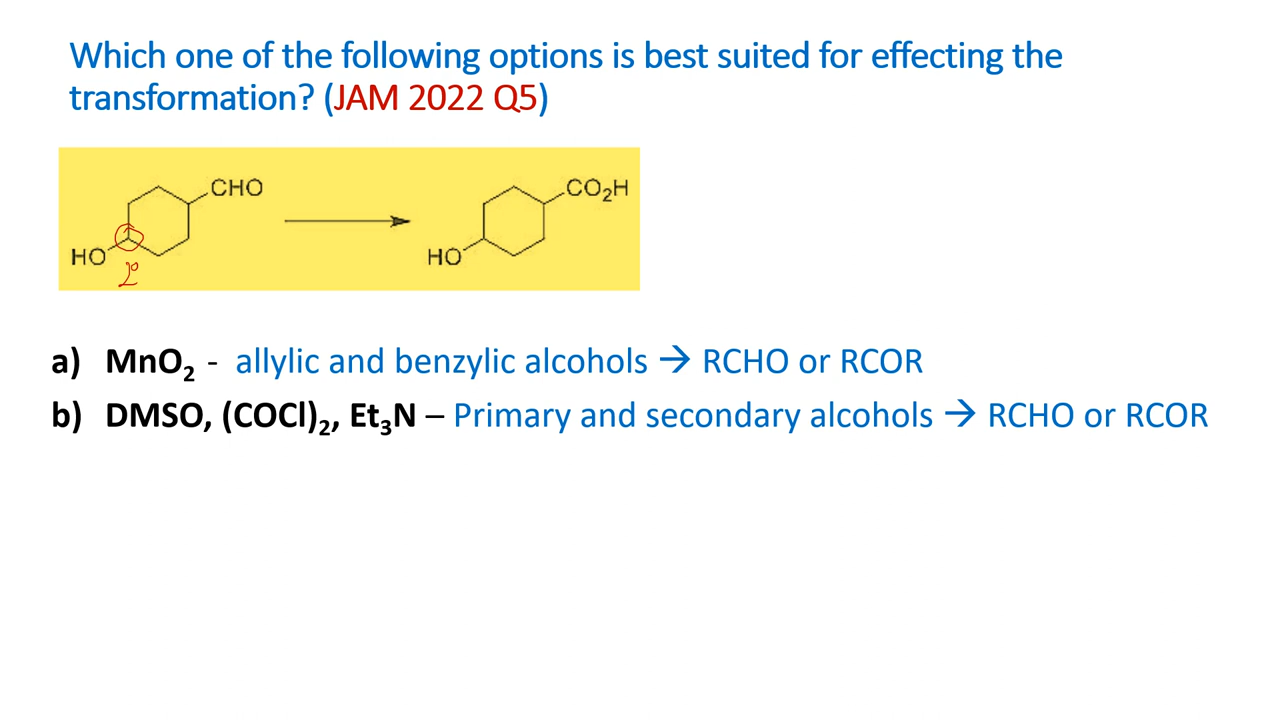 Which one of the following options is best suited for effecting the
transformation? (JAM 2022 Q5)
CHO
HO
2°
CO₂H
HO
a) MnO₂ - allylic and benzylic alcohols → RCHO or RCOR
b) DMSO, (COCl)₂, Et₃N – Primary and secondary alcohols → RCHO or RCOR